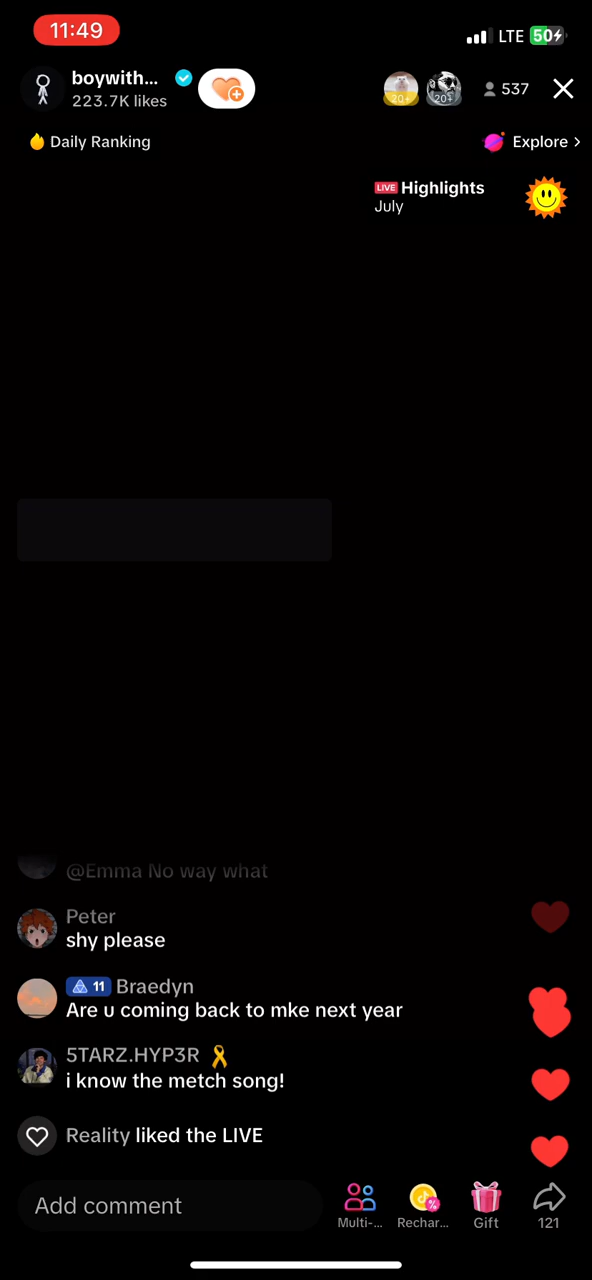 11:49
LTE 50
boywith...
223.7K likes
20+
20+
537
Daily Ranking
Explore >
LIVE Highlights
July
@Emma No way what
Peter
shy please
11 Braedyn
Are u coming back to mke next year
5TARZ.HYP3R
i know the metch song!
Reality liked the LIVE
Add comment
Multi-...
Rechar...
Gift
121